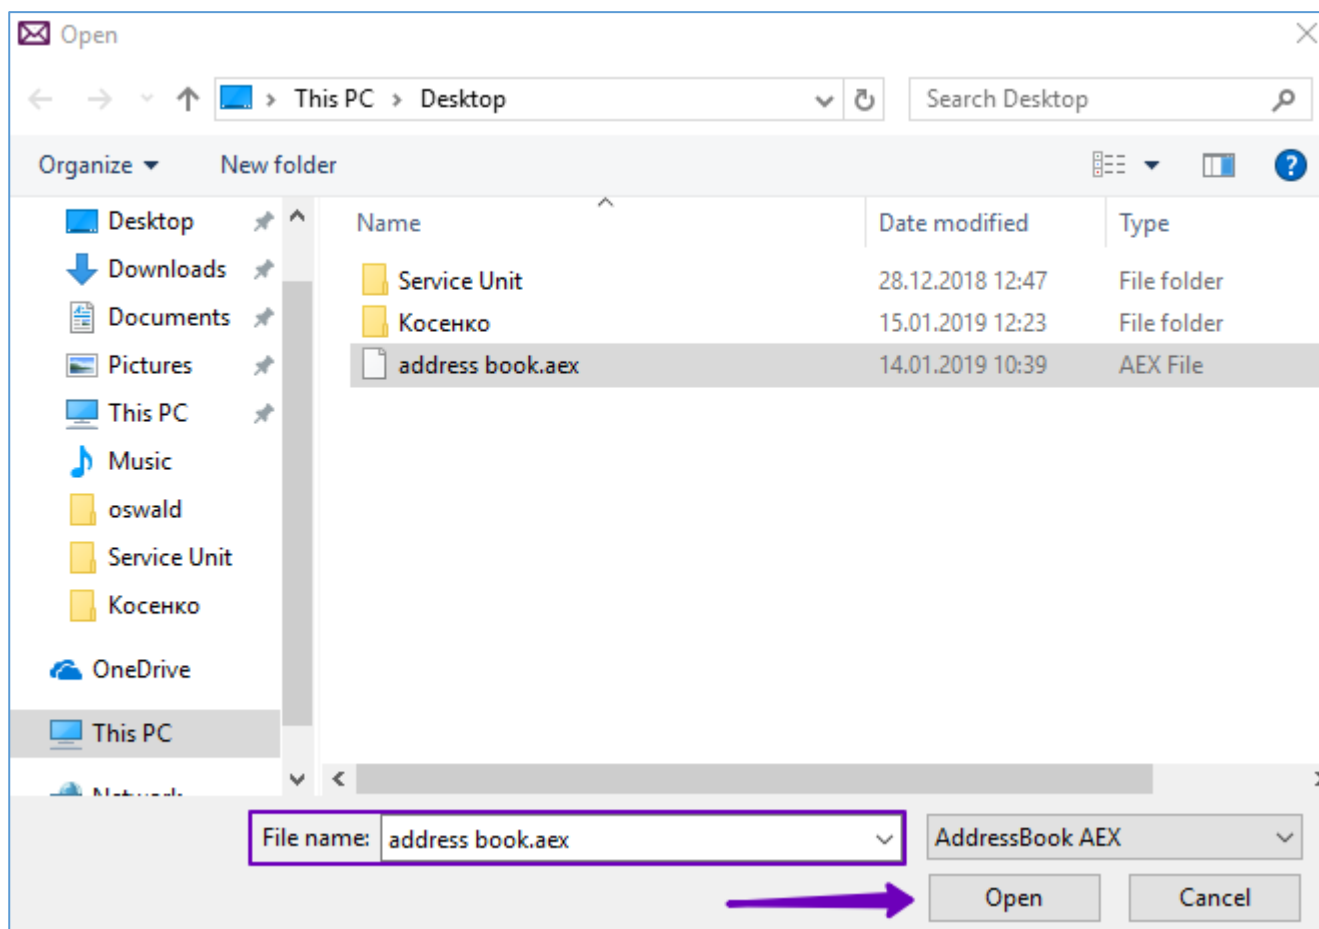 Open
This PC > Desktop
Search Desktop
Organize
New folder
?
Desktop
Downloads
Documents
Pictures
This PC
Music
oswald
Service Unit
Косенко
OneDrive
This PC
Network
Name Date modified Type
Service Unit 28.12.2018 12:47 File folder
Косенко 15.01.2019 12:23 File folder
address book.aex 14.01.2019 10:39 AEX File
File name: address book.aex AddressBook AEX
Open Cancel